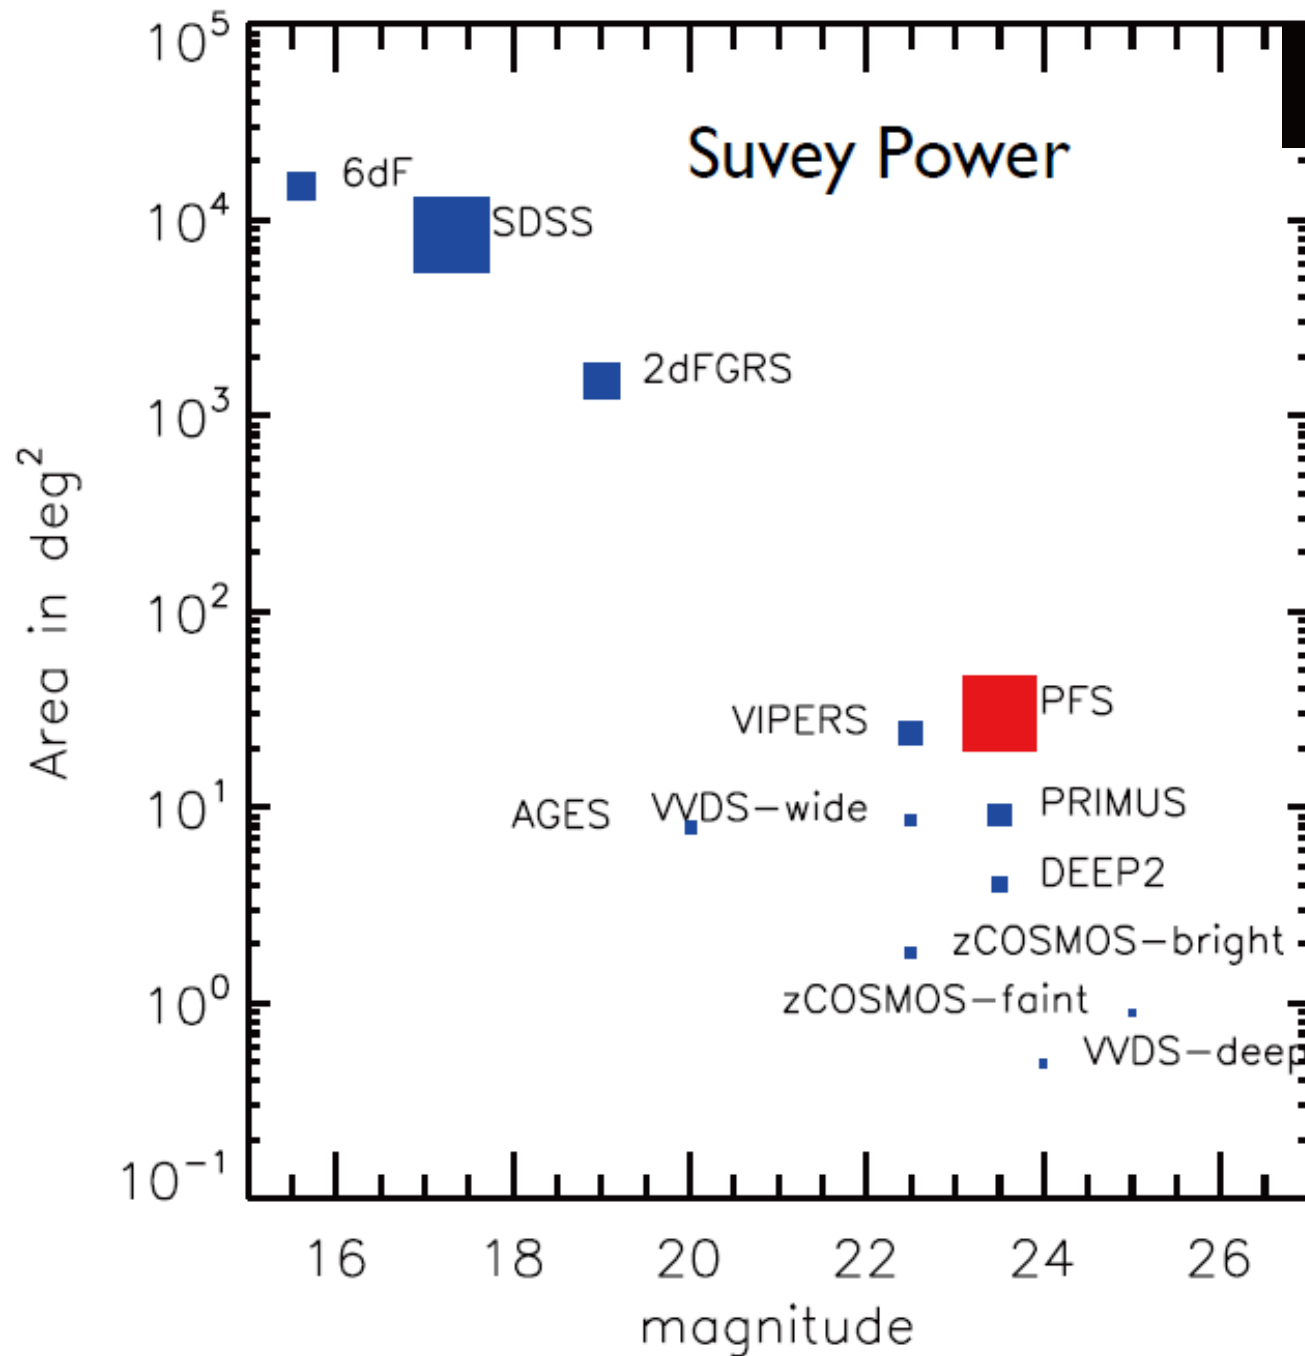 Suvey Power
10^5
10^4
10^3
10^2
10^1
10^0
10^-1
Area in deg^2
6dF
SDSS
2dFGRS
VIPERS
PFS
AGES
VVDS-wide
PRIMUS
DEEP2
zCOSMOS-bright
zCOSMOS-faint
VVDS-deep
16 18 20 22 24 26
magnitude